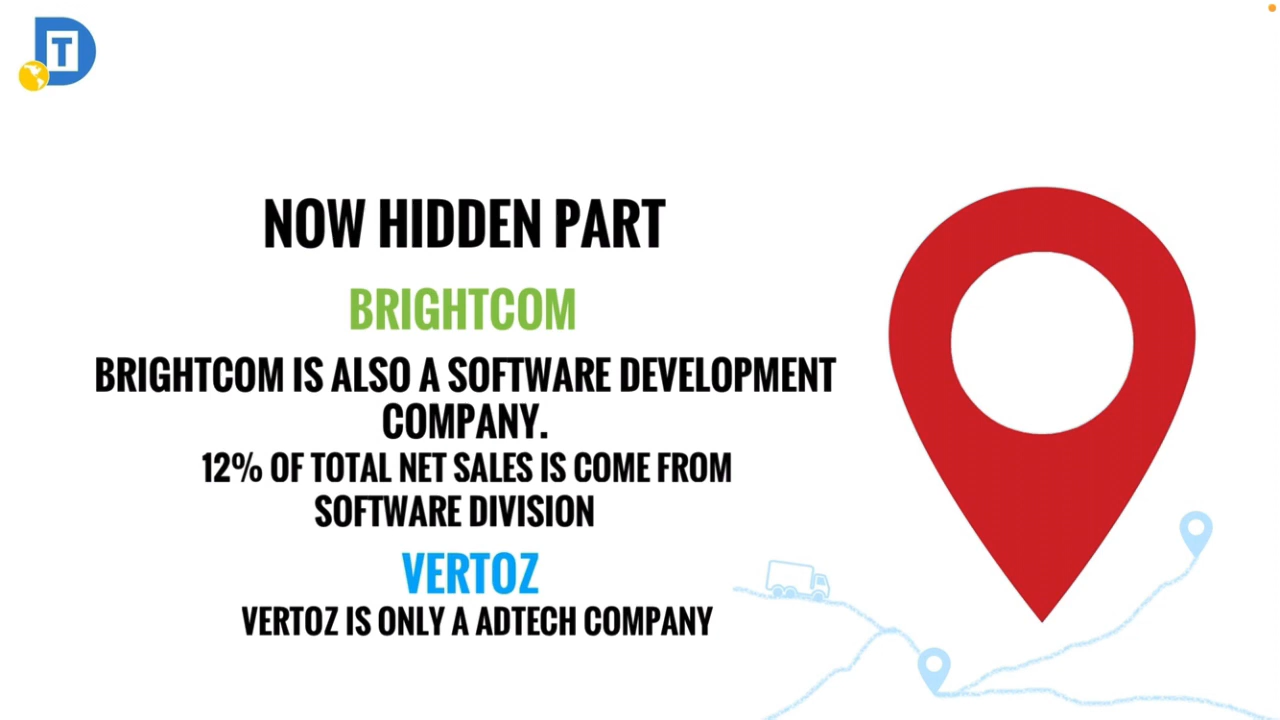 T
NOW HIDDEN PART
BRIGHTCOM
BRIGHTCOM IS ALSO A SOFTWARE DEVELOPMENT
COMPANY.
12% OF TOTAL NET SALES IS COME FROM
SOFTWARE DIVISION
VERTOZ
VERTOZ IS ONLY A ADTECH COMPANY